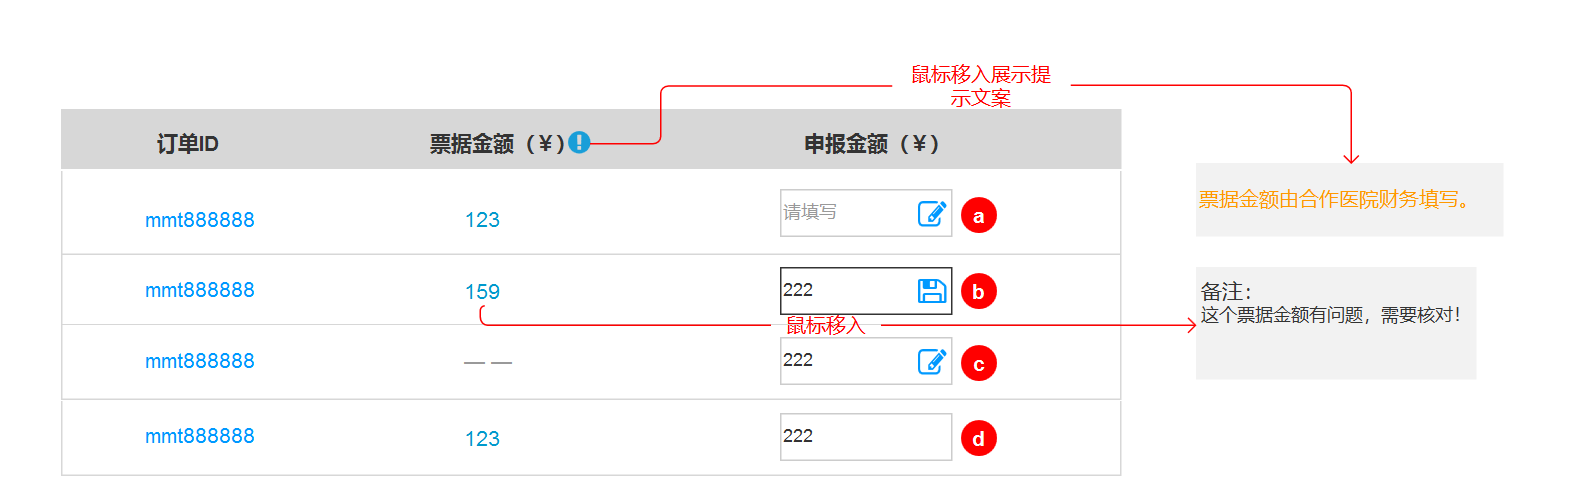 鼠标移入展示提
示文案
订单ID
票据金额（¥）
申报金额（¥）
票据金额由合作医院财务填写。
mmt888888
123
请填写
a
mmt888888
159
222
b
备注：
这个票据金额有问题，需要核对！
鼠标移入
mmt888888
— —
222
c
mmt888888
123
222
d